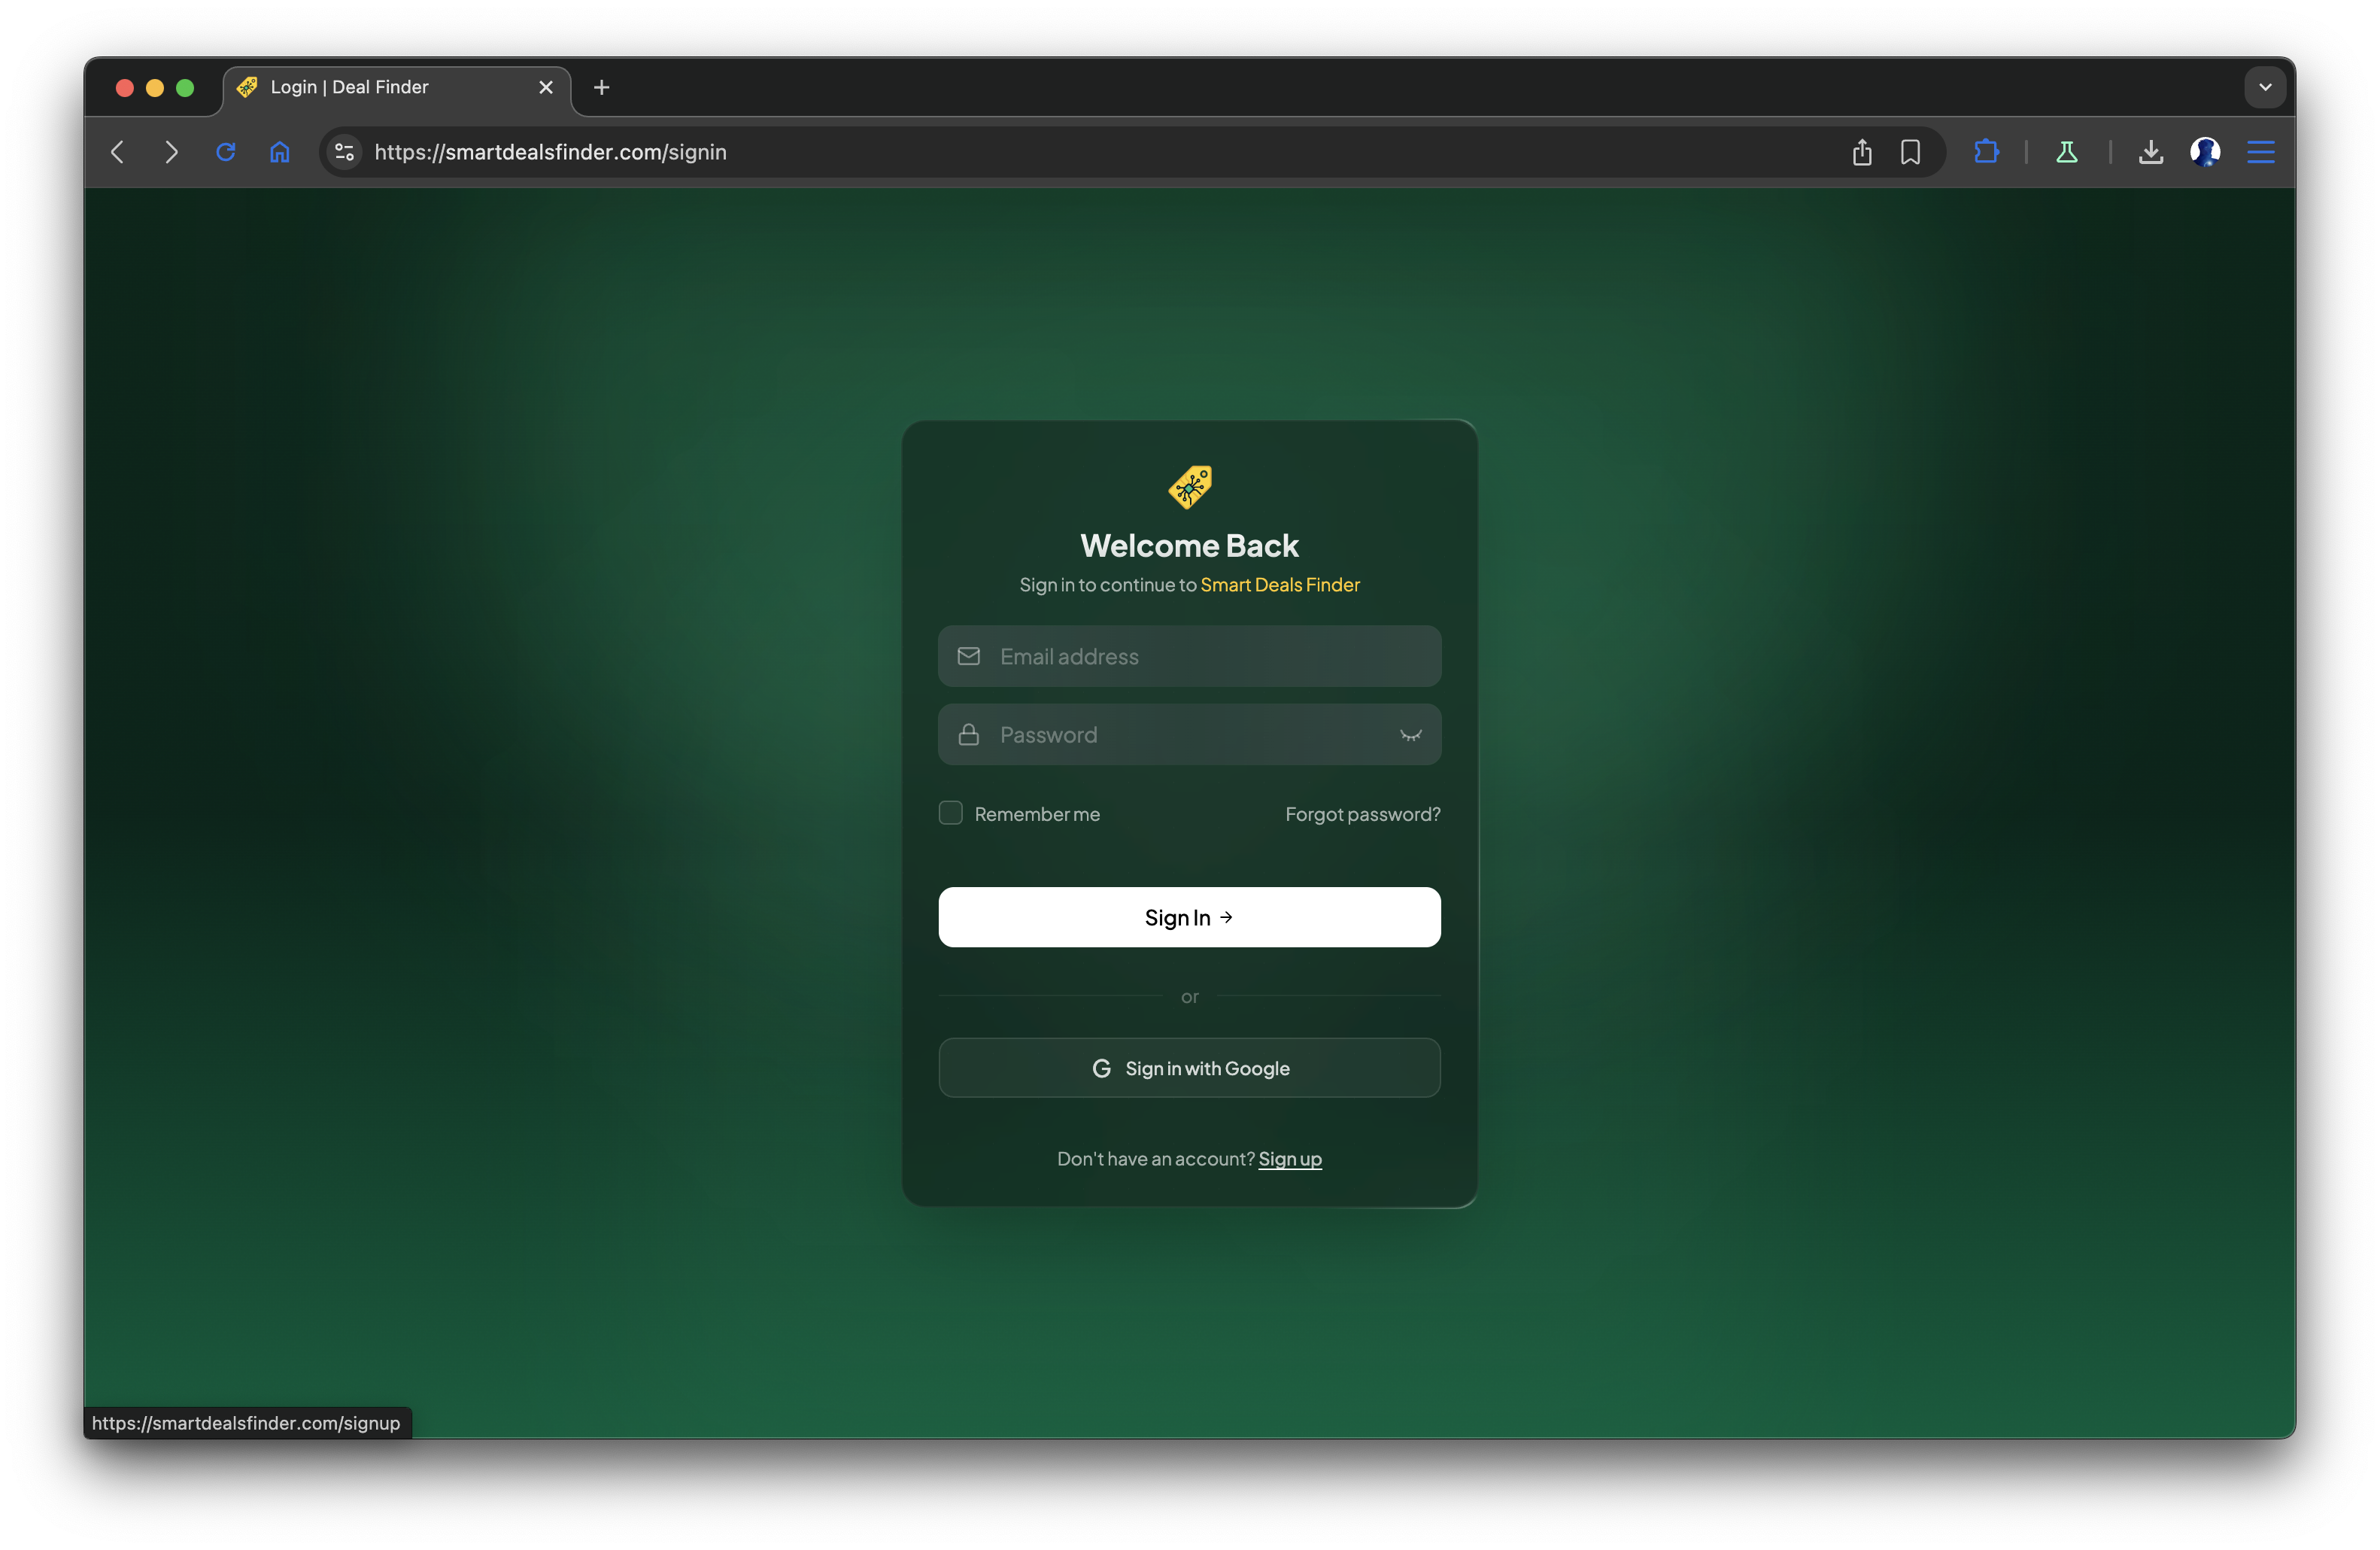 Login | Deal Finder
https://smartdealsfinder.com/signin
Welcome Back
Sign in to continue to Smart Deals Finder
Email address
Password
Remember me
Forgot password?
Sign In →
or
G Sign in with Google
Don't have an account? Sign up
https://smartdealsfinder.com/signup